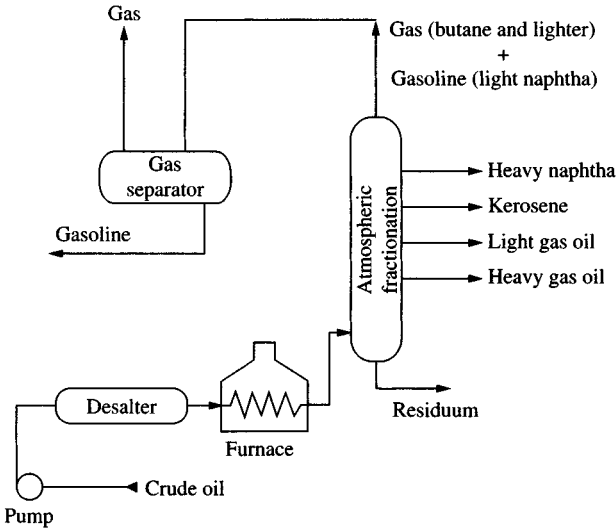 Gas
Gas (butane and lighter)
+
Gasoline (light naphtha)
Gas
separator
Gasoline
Atmospheric
fractionation
Heavy naphtha
Kerosene
Light gas oil
Heavy gas oil
Residuum
Desalter
Furnace
Crude oil
Pump